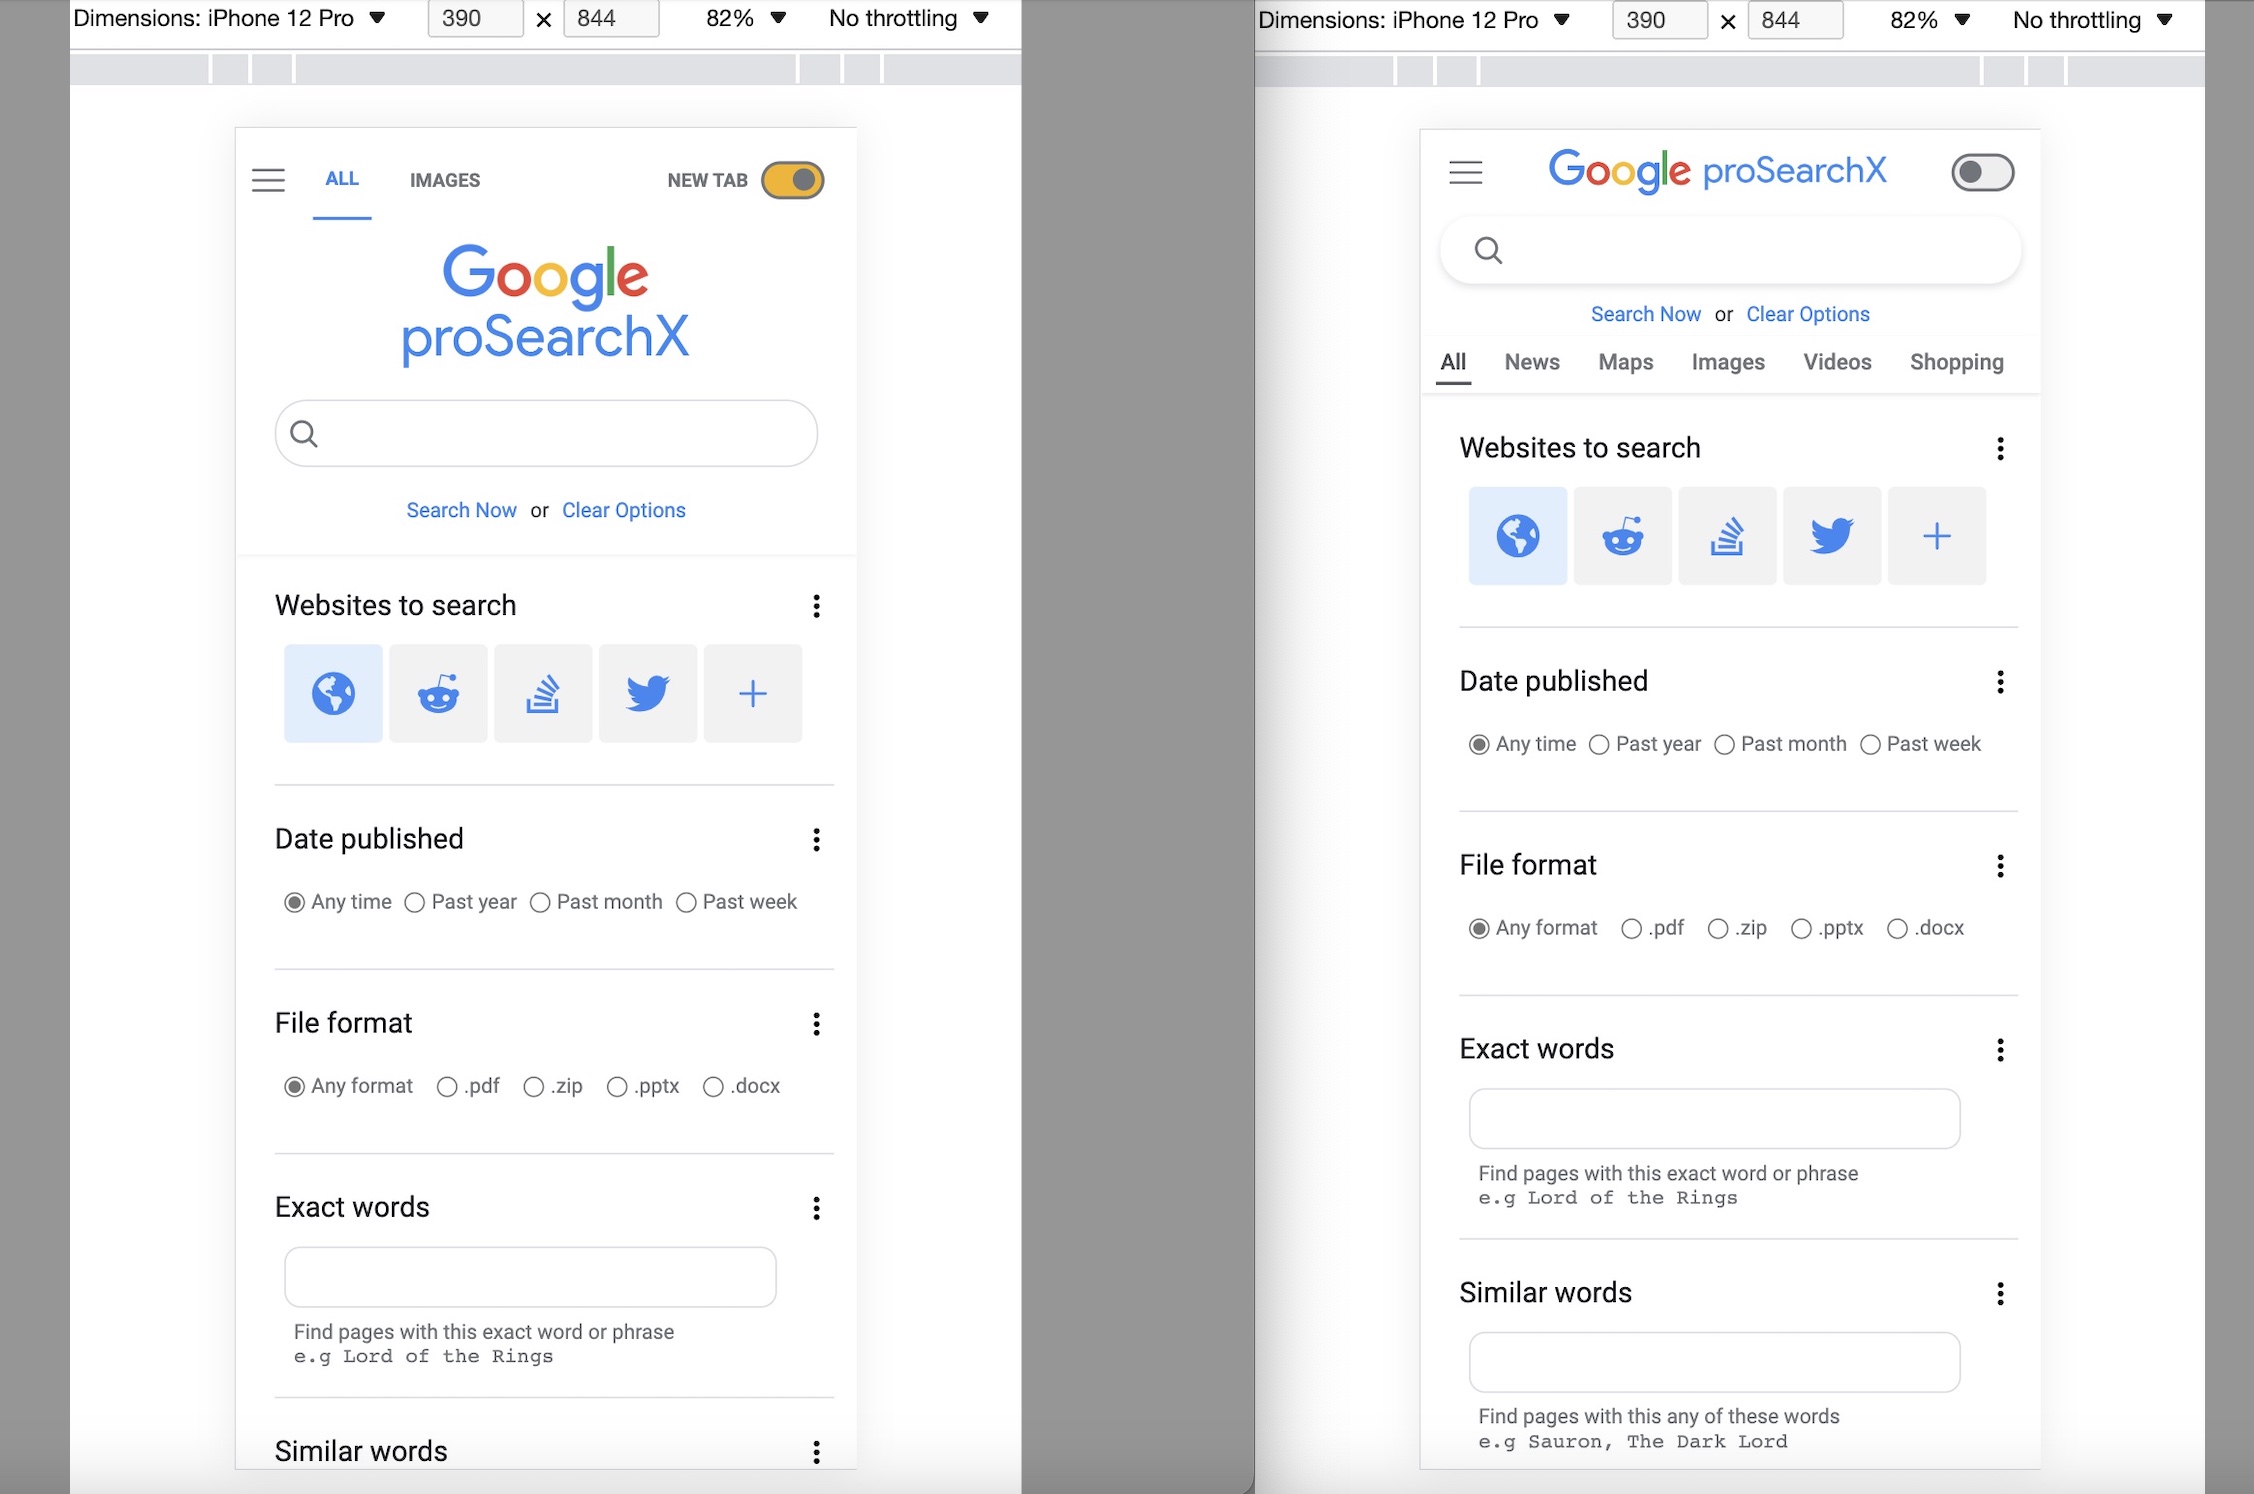 Dimensions: iPhone 12 Pro 390 × 844 82% No throttling
ALL IMAGES NEW TAB
Google
proSearchX
Search Now or Clear Options
Websites to search
Date published
Any time Past year Past month Past week
File format
Any format .pdf .zip .pptx .docx
Exact words
Find pages with this exact word or phrase
e.g Lord of the Rings
Similar words
Dimensions: iPhone 12 Pro 390 × 844 82% No throttling
Google proSearchX
Search Now or Clear Options
All News Maps Images Videos Shopping
Websites to search
Date published
Any time Past year Past month Past week
File format
Any format .pdf .zip .pptx .docx
Exact words
Find pages with this exact word or phrase
e.g Lord of the Rings
Similar words
Find pages with this any of these words
e.g Sauron, The Dark Lord